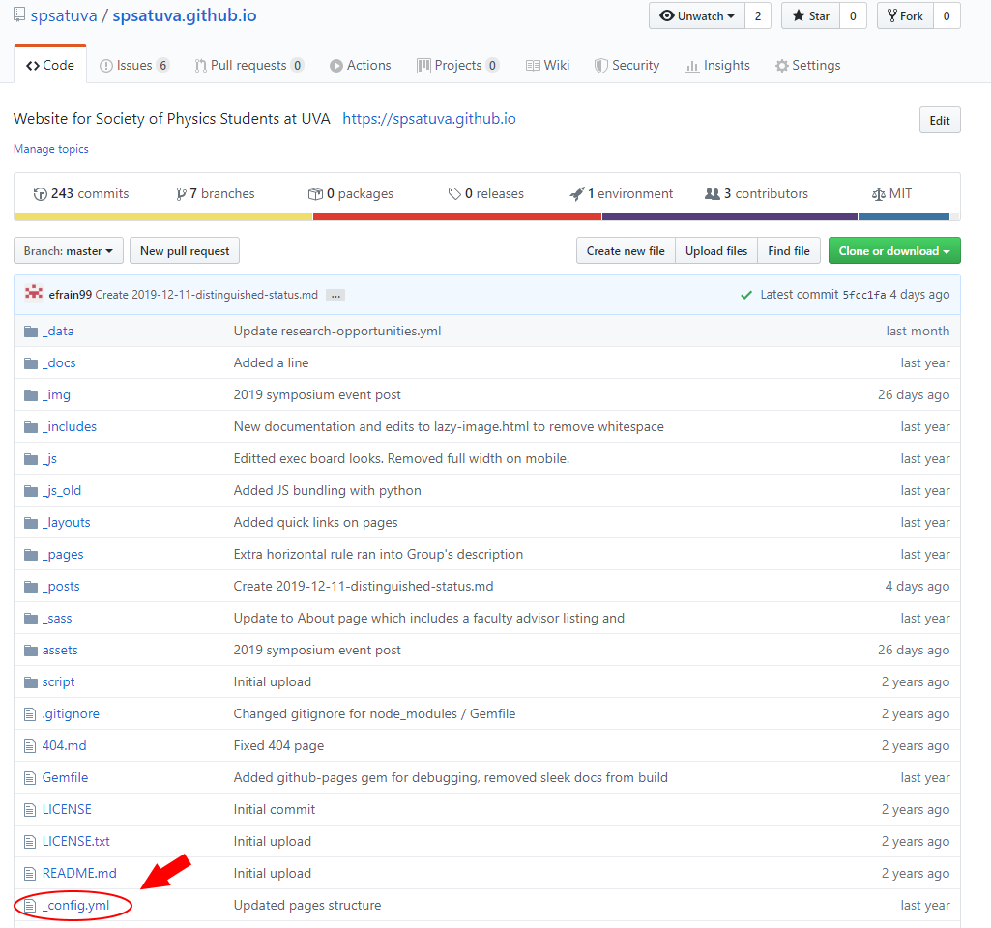 spsatuva / spsatuva.github.io Unwatch 2 Star 0 Fork 0
Code Issues 6 Pull requests 0 Actions Projects 0 Wiki Security Insights Settings
Website for Society of Physics Students at UVA https://spsatuva.github.io Edit
Manage topics
243 commits 7 branches 0 packages 0 releases 1 environment 3 contributors MIT
Branch: master New pull request Create new file Upload files Find file Clone or download
efrain99 Create 2019-12-11-distinguished-status.md ... Latest commit 5fcc1fa 4 days ago
_data Update research-opportunities.yml last month
_docs Added a line last year
_img 2019 symposium event post 26 days ago
_includes New documentation and edits to lazy-image.html to remove whitespace last year
_js Editted exec board looks. Removed full width on mobile. last year
_js_old Added JS bundling with python last year
_layouts Added quick links on pages last year
_pages Extra horizontal rule ran into Group's description last year
_posts Create 2019-12-11-distinguished-status.md 4 days ago
_sass Update to About page which includes a faculty advisor listing and last year
assets 2019 symposium event post 26 days ago
script Initial upload 2 years ago
.gitignore Changed gitignore for node_modules / Gemfile 2 years ago
404.md Fixed 404 page 2 years ago
Gemfile Added github-pages gem for debugging, removed sleek docs from build last year
LICENSE Initial commit 2 years ago
LICENSE.txt Initial upload 2 years ago
README.md Initial upload 2 years ago
_config.yml Updated pages structure last year